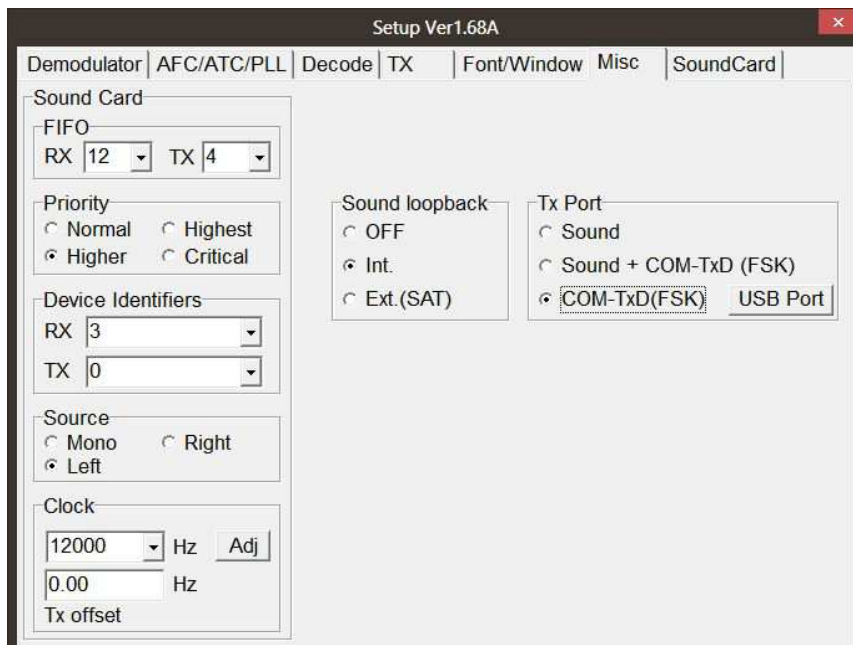 Setup Ver1.68A
Demodulator AFC/ATC/PLL Decode TX Font/Window Misc SoundCard
Sound Card
FIFO
RX 12 TX 4
Priority
Normal Highest
Higher Critical
Device Identifiers
RX 3
TX 0
Source
Mono Right
Left
Clock
12000 Hz Adj
0.00 Hz
Tx offset
Sound loopback
OFF
Int.
Ext.(SAT)
Tx Port
Sound
Sound + COM-TxD (FSK)
COM-TxD(FSK) USB Port